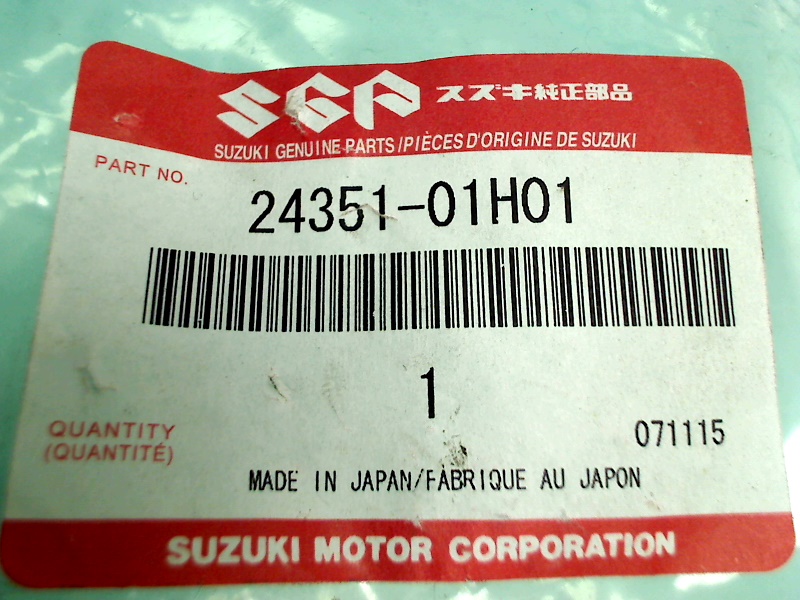 SGP スズキ純正部品
SUZUKI GENUINE PARTS/PIÈCES D'ORIGINE DE SUZUKI
PART NO.
24351-01H01
1
QUANTITY
(QUANTITÉ)
071115
MADE IN JAPAN/FABRIQUE AU JAPON
SUZUKI MOTOR CORPORATION